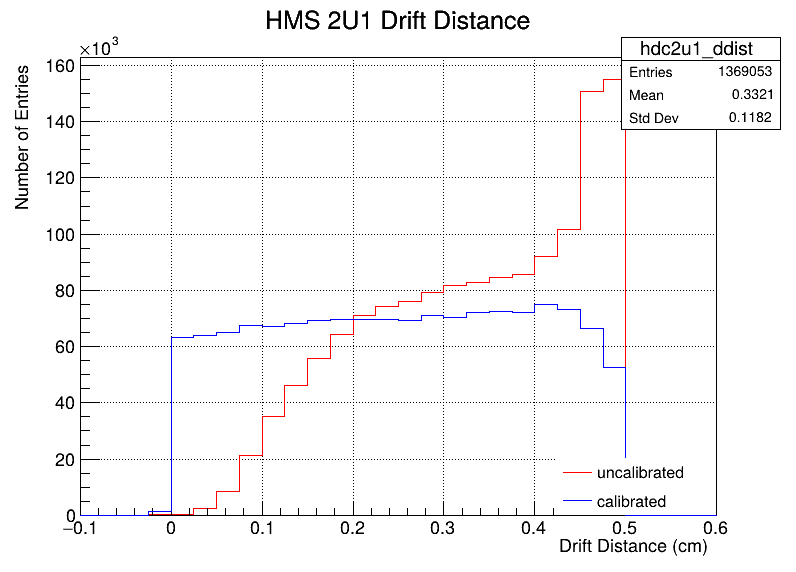 HMS 2U1 Drift Distance
×10³
hdc2u1_ddist
Entries 1369053
Mean 0.3321
Std Dev 0.1182
Number of Entries
160
140
120
100
80
60
40
20
0
uncalibrated
calibrated
−0.1 0 0.1 0.2 0.3 0.4 0.5 0.6
Drift Distance (cm)